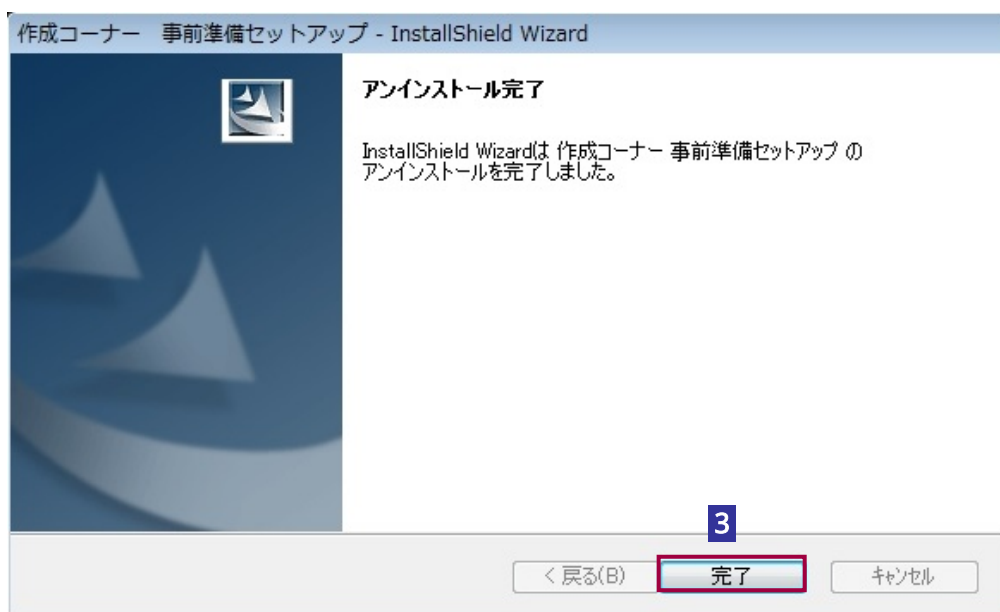 作成コーナー　事前準備セットアップ - InstallShield Wizard
アンインストール完了
InstallShield Wizardは 作成コーナー 事前準備セットアップ の
アンインストールを完了しました。
3
< 戻る(B)
完了
キャンセル